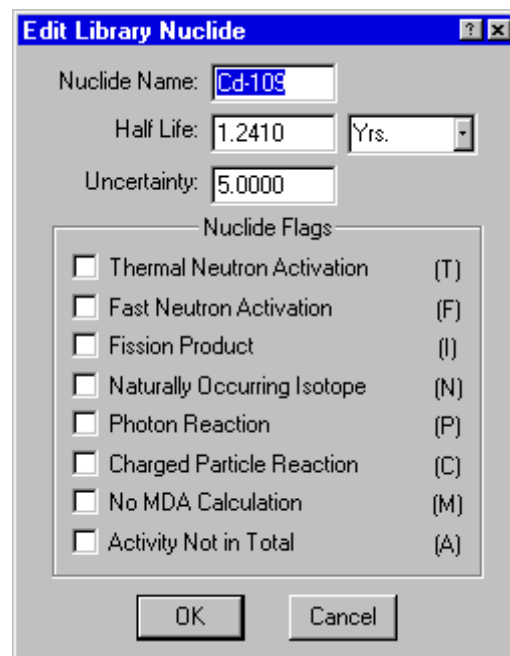 Edit Library Nuclide
Nuclide Name: Cd-109
Half Life: 1.2410 Yrs.
Uncertainty: 5.0000
Nuclide Flags
Thermal Neutron Activation (T)
Fast Neutron Activation (F)
Fission Product (I)
Naturally Occurring Isotope (N)
Photon Reaction (P)
Charged Particle Reaction (C)
No MDA Calculation (M)
Activity Not in Total (A)
OK Cancel